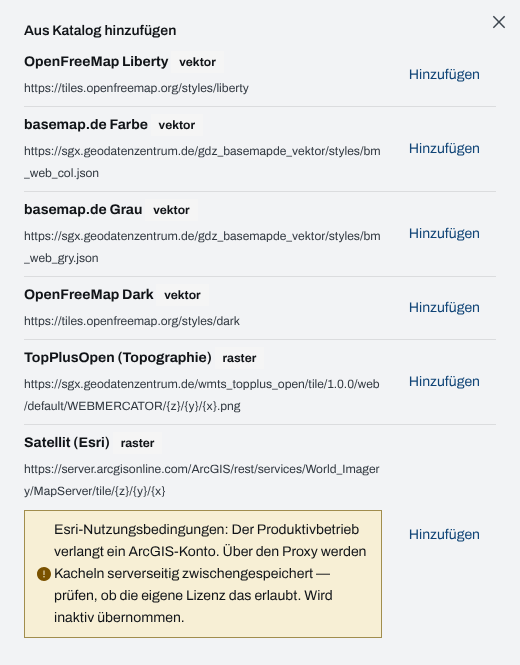 Aus Katalog hinzufügen
OpenFreeMap Liberty vektor
https://tiles.openfreemap.org/styles/liberty
Hinzufügen
basemap.de Farbe vektor
https://sgx.geodatenzentrum.de/gdz_basemapde_vektor/styles/bm
_web_col.json
Hinzufügen
basemap.de Grau vektor
https://sgx.geodatenzentrum.de/gdz_basemapde_vektor/styles/bm
_web_gry.json
Hinzufügen
OpenFreeMap Dark vektor
https://tiles.openfreemap.org/styles/dark
Hinzufügen
TopPlusOpen (Topographie) raster
https://sgx.geodatenzentrum.de/wmts_topplus_open/tile/1.0.0/web
/default/WEBMERCATOR/{z}/{y}/{x}.png
Hinzufügen
Satellit (Esri) raster
https://server.arcgisonline.com/ArcGIS/rest/services/World_Imager
y/MapServer/tile/{z}/{y}/{x}
Esri-Nutzungsbedingungen: Der Produktivbetrieb
verlangt ein ArcGIS-Konto. Über den Proxy werden
Kacheln serverseitig zwischengespeichert —
prüfen, ob die eigene Lizenz das erlaubt. Wird
inaktiv übernommen.
Hinzufügen